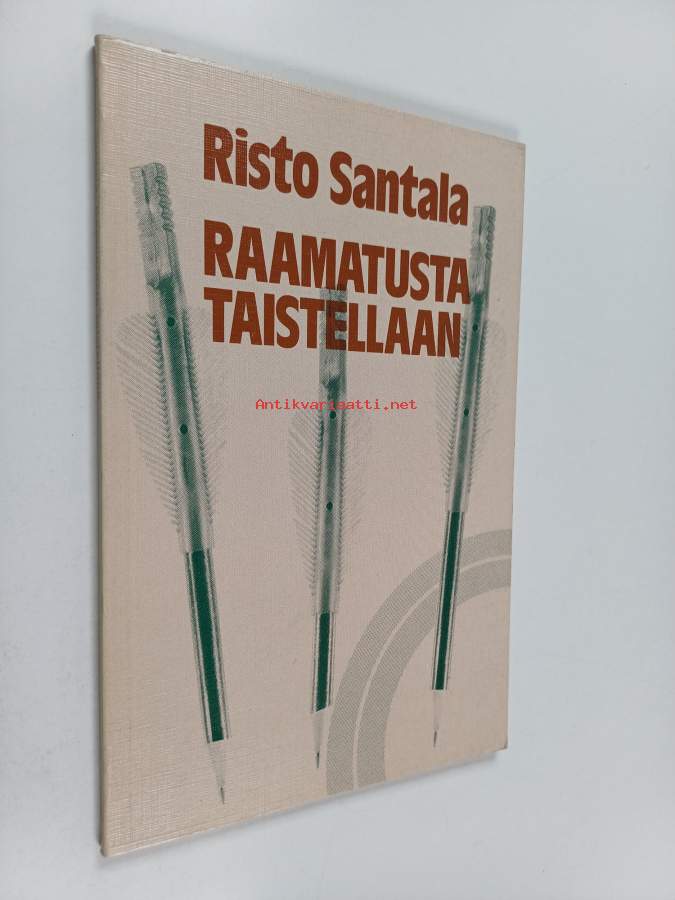 Risto Santala
RAAMATUSTA
TAISTELLAAN
Antikvariaatti.net